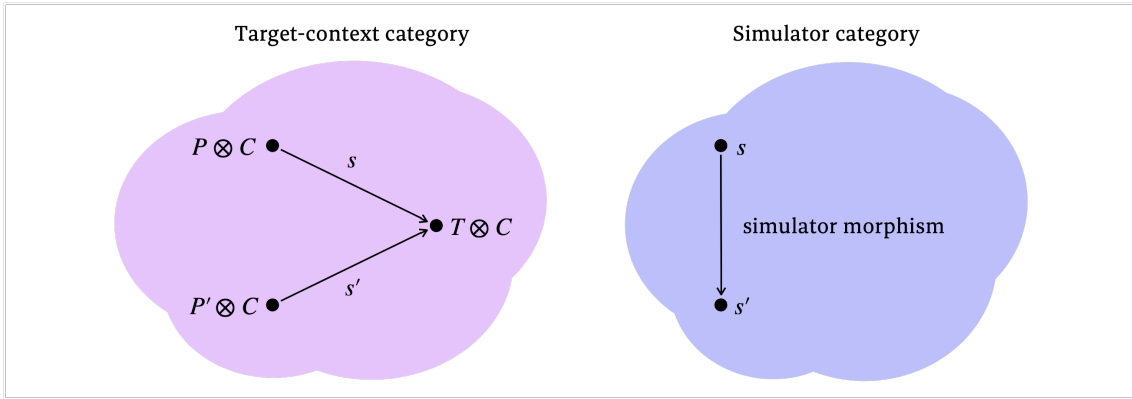 Target-context category
P ⊗ C
s
T ⊗ C
s′
P′ ⊗ C
Simulator category
s
simulator morphism
s′